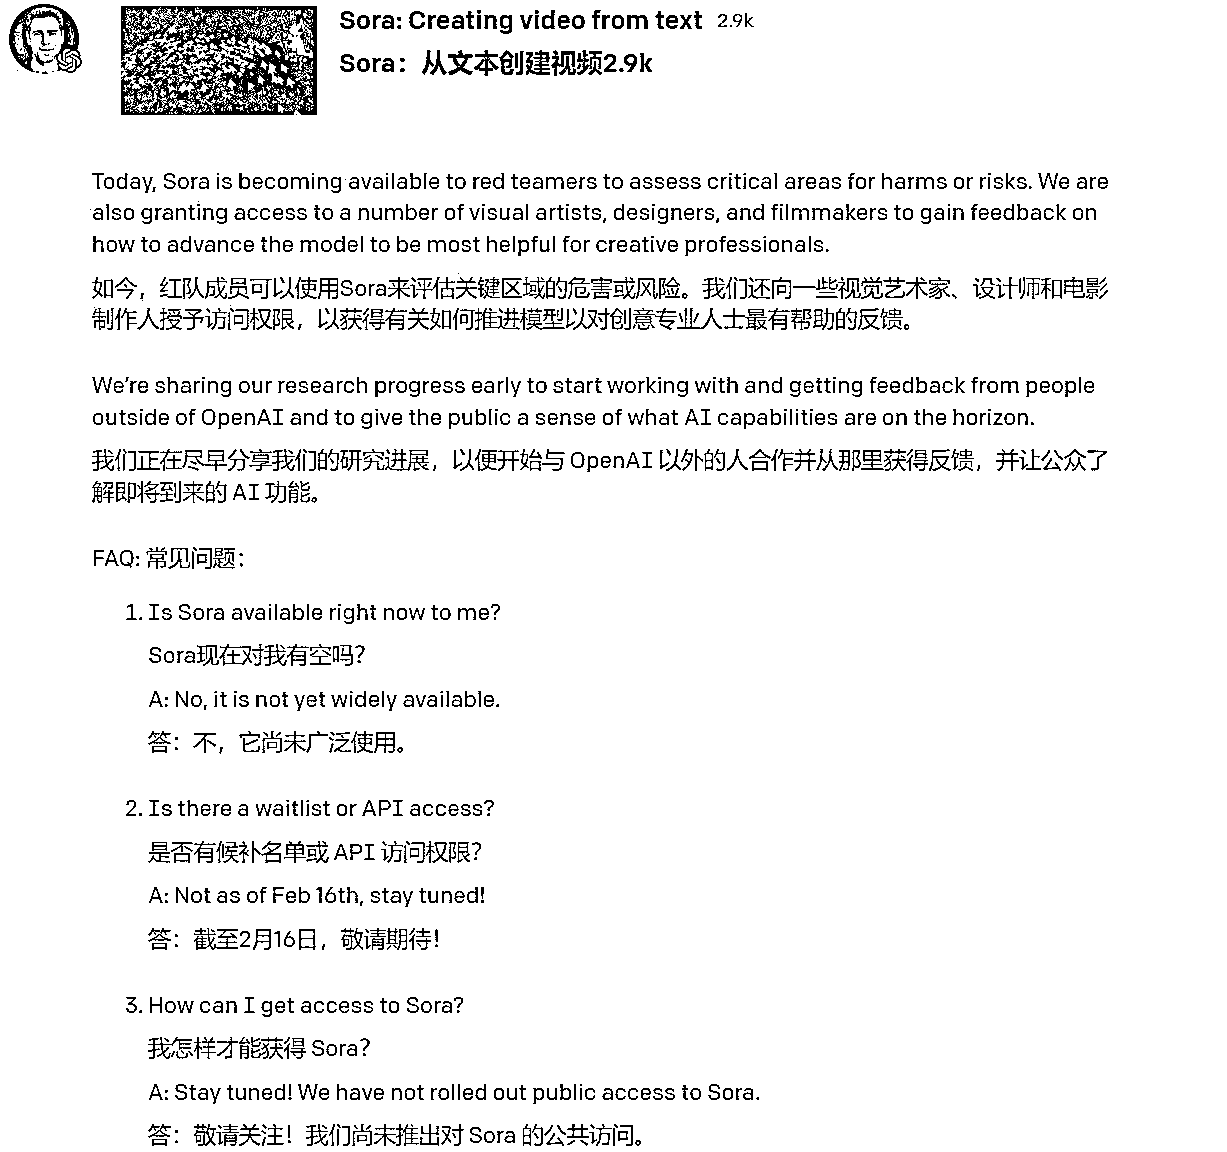 Sora: Creating video from text 2.9k
Sora：从文本创建视频2.9k
Today, Sora is becoming available to red teamers to assess critical areas for harms or risks. We are
also granting access to a number of visual artists, designers, and filmmakers to gain feedback on
how to advance the model to be most helpful for creative professionals.
如今，红队成员可以使用Sora来评估关键区域的危害或风险。我们还向一些视觉艺术家、设计师和电影
制作人授予访问权限，以获得有关如何推进模型以对创意专业人士最有帮助的反馈。
We’re sharing our research progress early to start working with and getting feedback from people
outside of OpenAI and to give the public a sense of what AI capabilities are on the horizon.
我们正在尽早分享我们的研究进展，以便开始与 OpenAI 以外的人合作并从那里获得反馈，并让公众了
解即将到来的 AI 功能。
FAQ: 常见问题：
1. Is Sora available right now to me?
Sora现在对我有空吗？
A: No, it is not yet widely available.
答：不，它尚未广泛使用。
2. Is there a waitlist or API access?
是否有候补名单或 API 访问权限？
A: Not as of Feb 16th, stay tuned!
答：截至2月16日，敬请期待！
3. How can I get access to Sora?
我怎样才能获得 Sora？
A: Stay tuned! We have not rolled out public access to Sora.
答：敬请关注！我们尚未推出对 Sora 的公共访问。